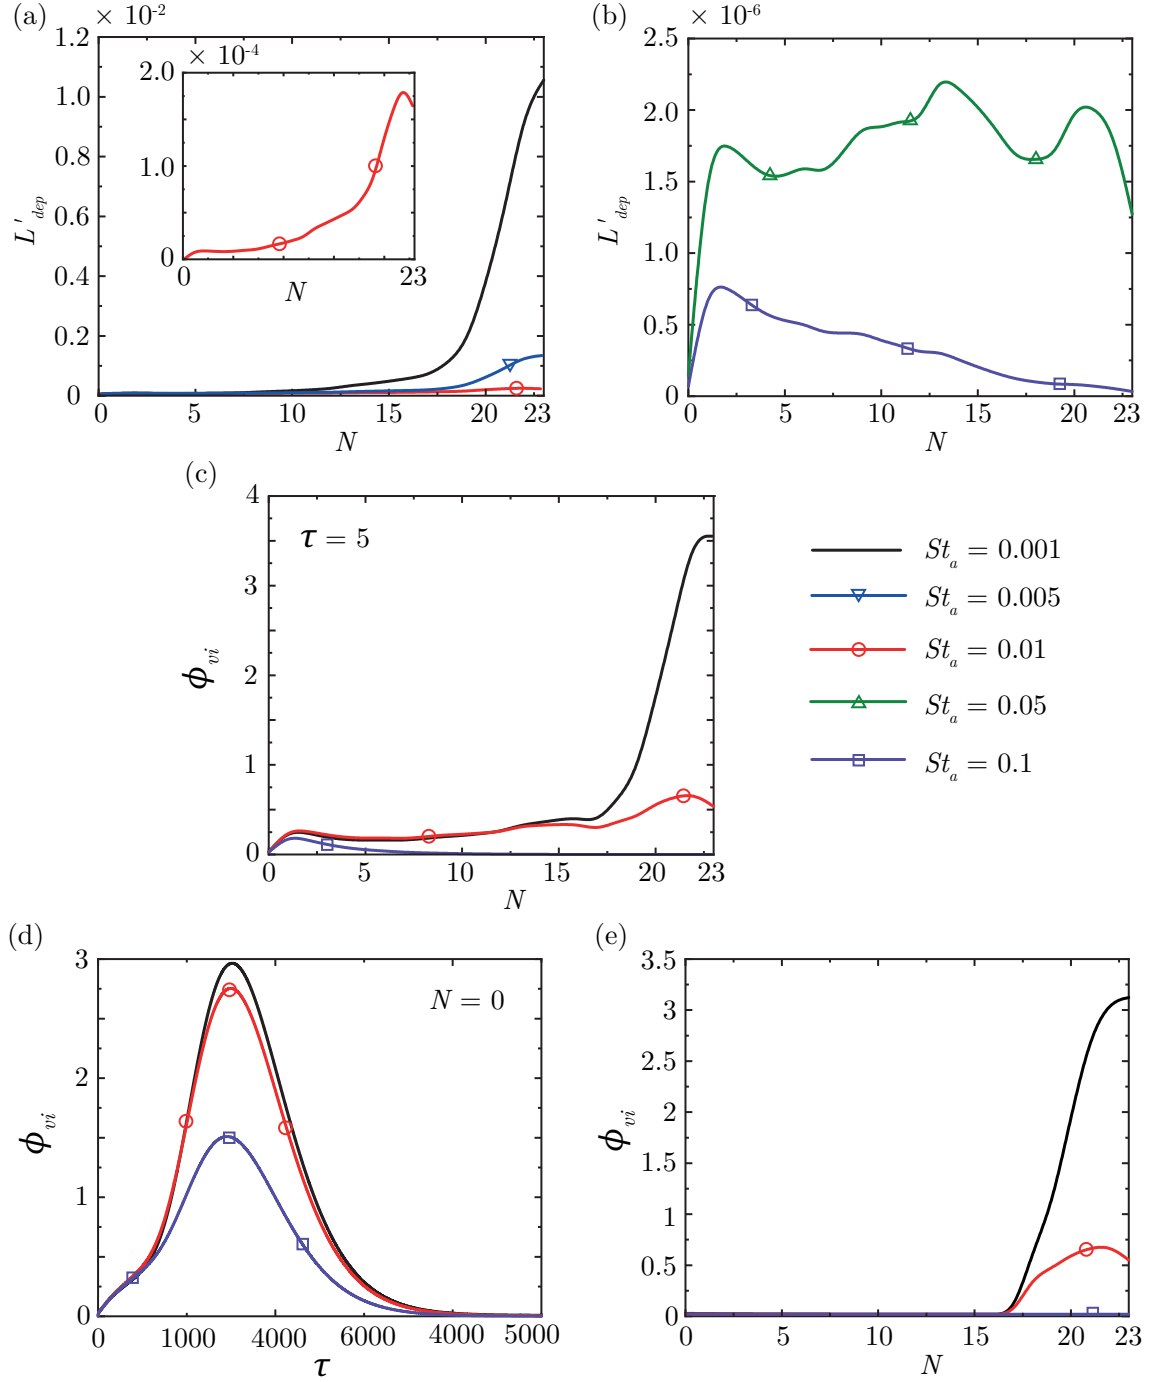 (a)
× 10⁻²
1.2
1.0
0.8
0.6
0.4
0.2
0
L'dep
0 5 10 15 20 23
N
× 10⁻⁴
2.0
1.0
0
0 23
N
(b)
× 10⁻⁶
2.5
2.0
1.5
1.0
0.5
0
L'dep
0 5 10 15 20 23
N
(c)
4
3
2
1
0
ϕvi
τ = 5
0 5 10 15 20 23
N
Stₐ = 0.001
Stₐ = 0.005
Stₐ = 0.01
Stₐ = 0.05
Stₐ = 0.1
(d)
3
2
1
0
ϕvi
N = 0
0 1000 4000 6000 4000 5000
τ
(e)
3.5
3
2.5
2
1.5
1
0.5
0
ϕvi
0 5 10 15 20 23
N